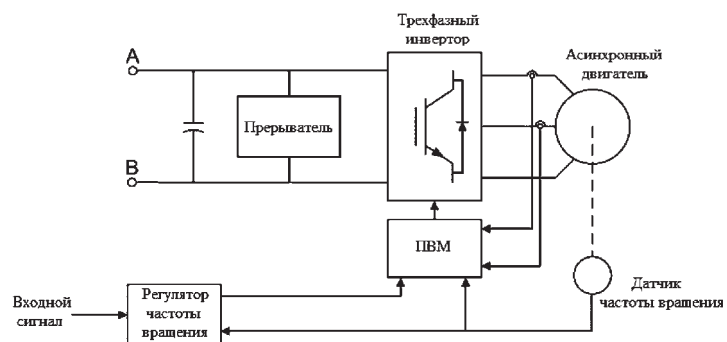 Трехфазный
инвертор
Асинхронный
двигатель
A
Прерыватель
B
ПВМ
Входной
сигнал
Регулятор
частоты
вращения
Датчик
частоты вращения